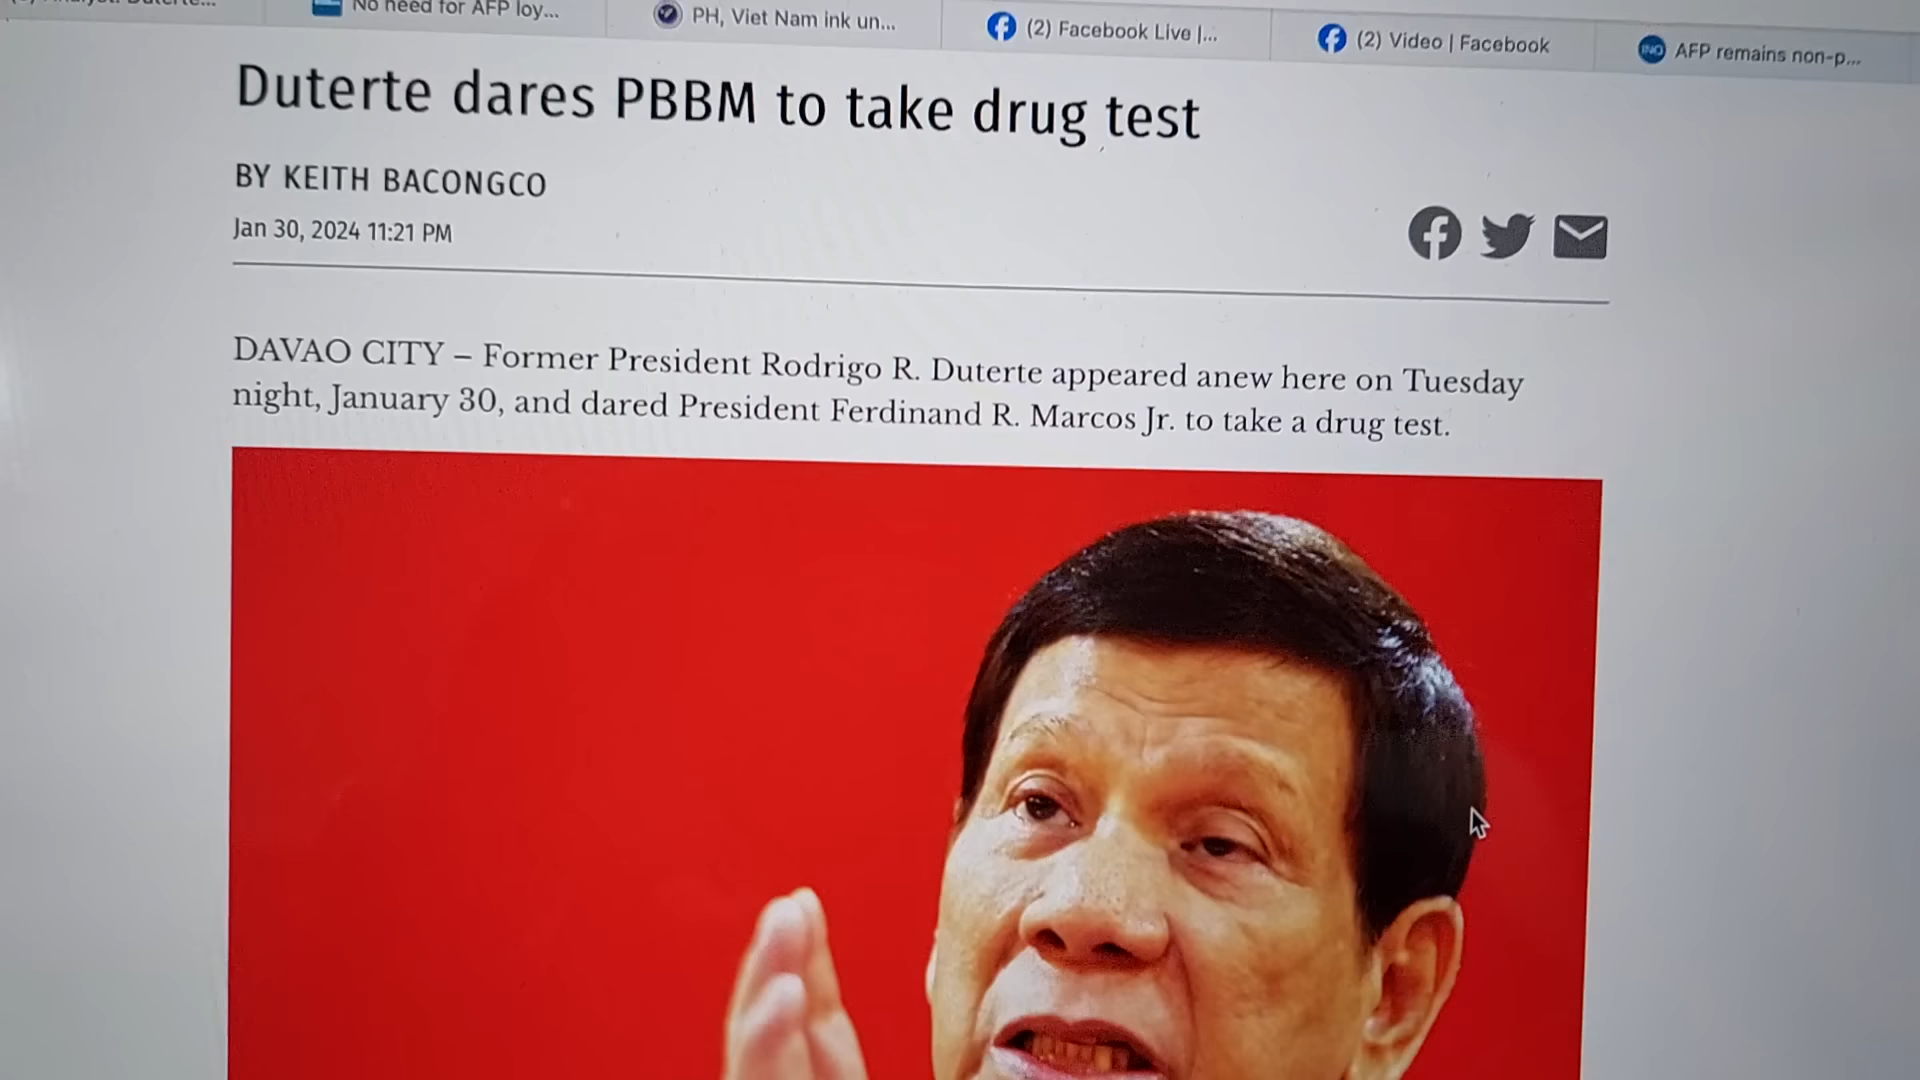 No need for AFP loy...
PH, Viet Nam ink un...
(2) Facebook Live |...
(2) Video | Facebook
INQ
AFP remains non-p...
Duterte dares PBBM to take drug test
BY KEITH BACONGCO
Jan 30, 2024 11:21 PM
DAVAO CITY – Former President Rodrigo R. Duterte appeared anew here on Tuesday
night, January 30, and dared President Ferdinand R. Marcos Jr. to take a drug test.